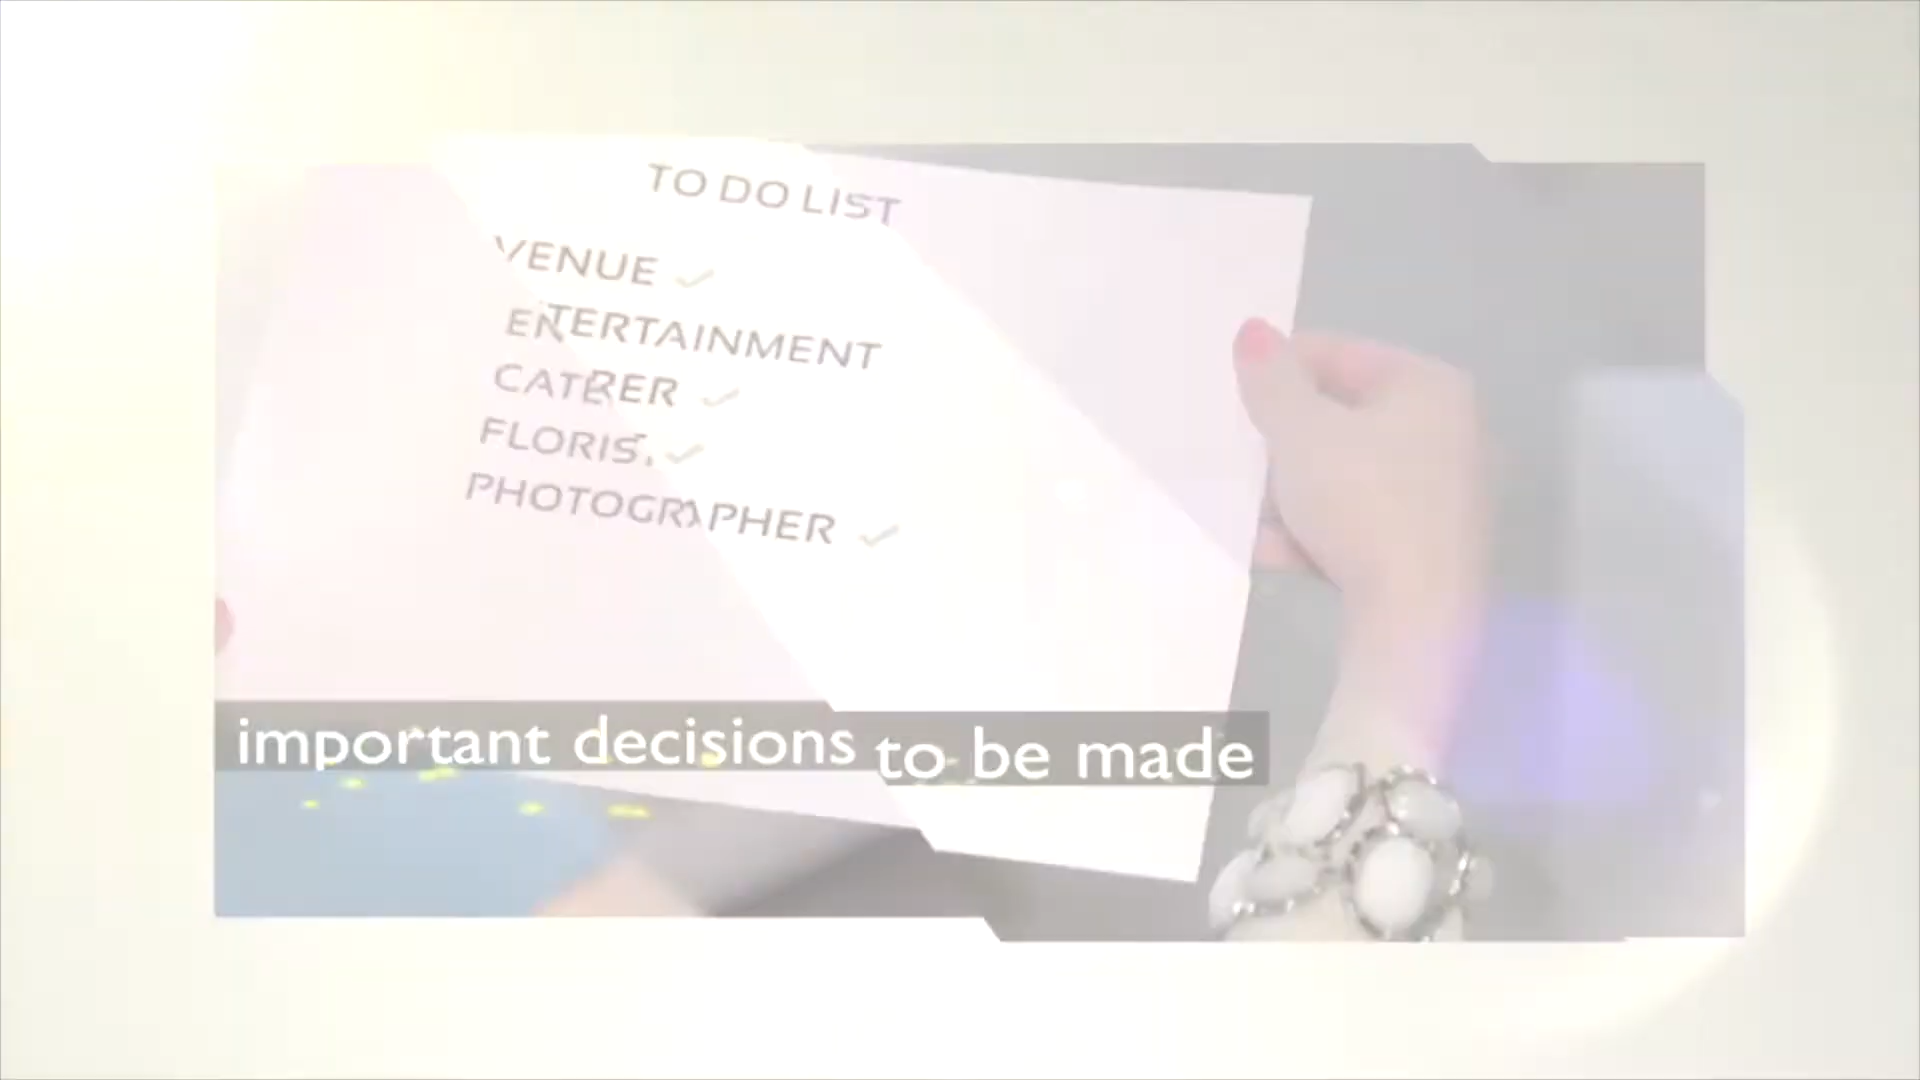 TO DO LIST
VENUE ✓
ENTERTAINMENT
CATERER ✓
FLORIST ✓
PHOTOGRAPHER ✓
important decisions to be made